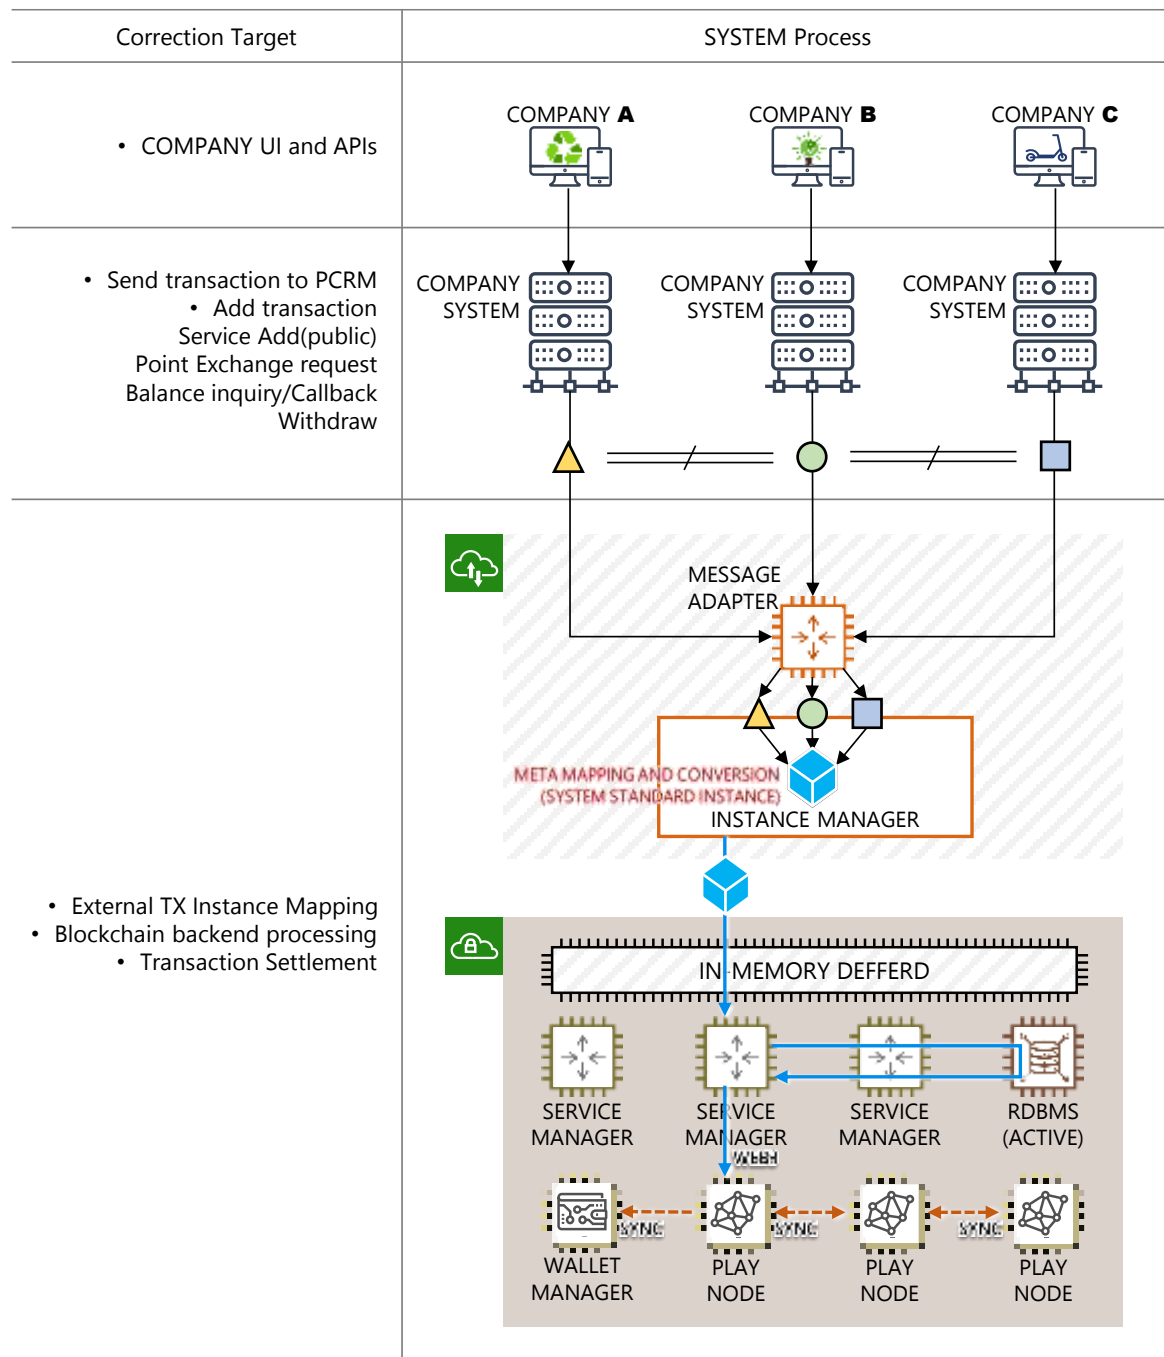 Correction Target
SYSTEM Process
• COMPANY UI and APIs
COMPANY A
COMPANY B
COMPANY C
• Send transaction to PCRM
• Add transaction
Service Add(public)
Point Exchange request
Balance inquiry/Callback
Withdraw
COMPANY
SYSTEM
COMPANY
SYSTEM
COMPANY
SYSTEM
• External TX Instance Mapping
• Blockchain backend processing
• Transaction Settlement
MESSAGE
ADAPTER
META MAPPING AND CONVERSION
(SYSTEM STANDARD INSTANCE)
INSTANCE MANAGER
IN-MEMORY DEFFERD
SERVICE
MANAGER
SERVICE
MANAGER
SERVICE
MANAGER
RDBMS
(ACTIVE)
SYNC
SYNC
SYNC
WALLET
MANAGER
PLAY
NODE
PLAY
NODE
PLAY
NODE